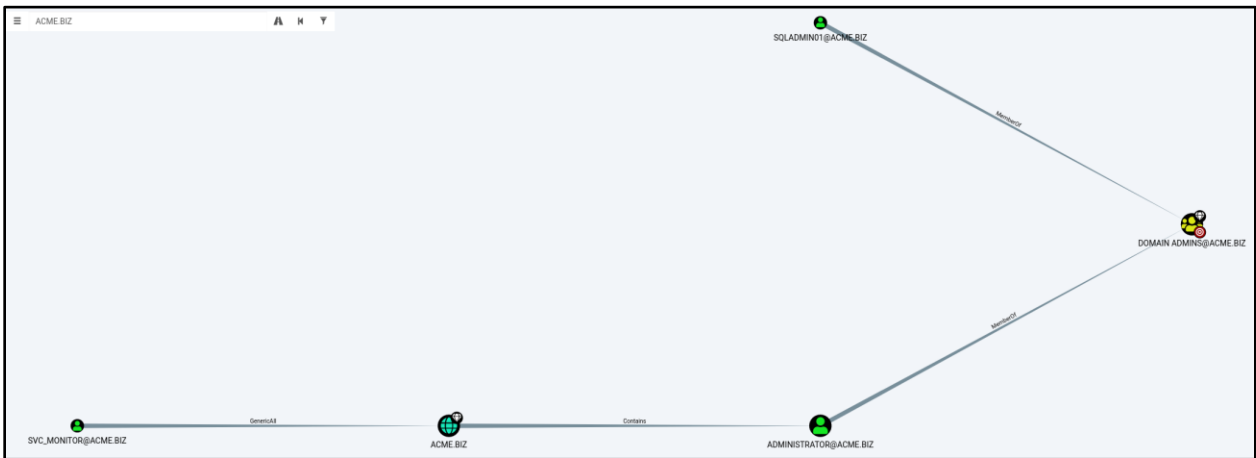 ACME.BIZ
SQLADMIN01@ACME.BIZ
MemberOf
DOMAIN ADMINS@ACME.BIZ
MemberOf
GenericAll
Contains
SVC_MONITOR@ACME.BIZ
ACME.BIZ
ADMINISTRATOR@ACME.BIZ